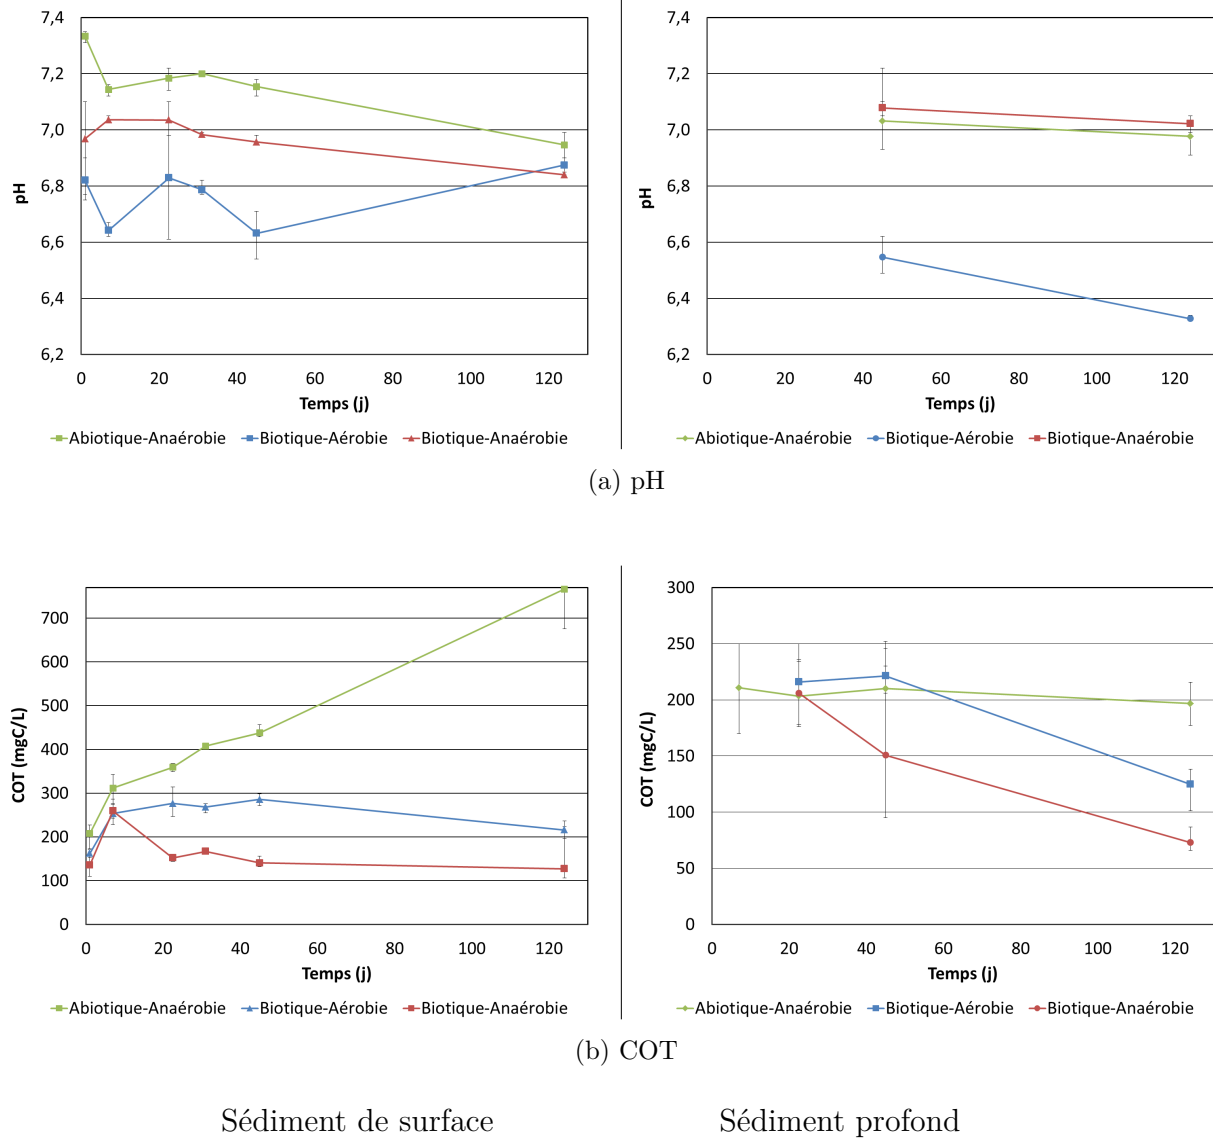 7,4
7,2
7,0
6,8
6,6
6,4
6,2
pH
0 20 40 60 80 100 120
Temps (j)
Abiotique-Anaérobie Biotique-Aérobie Biotique-Anaérobie
7,4
7,2
7,0
6,8
6,6
6,4
6,2
pH
0 20 40 60 80 100 120
Temps (j)
Abiotique-Anaérobie Biotique-Aérobie Biotique-Anaérobie
(a) pH
700
600
500
400
300
200
100
0
COT (mgC/L)
0 20 40 60 80 100 120
Temps (j)
Abiotique-Anaérobie Biotique-Aérobie Biotique-Anaérobie
300
250
200
150
100
50
0
COT (mgC/L)
0 20 40 60 80 100 120
Temps (j)
Abiotique-Anaérobie Biotique-Aérobie Biotique-Anaérobie
(b) COT
Sédiment de surface Sédiment profond